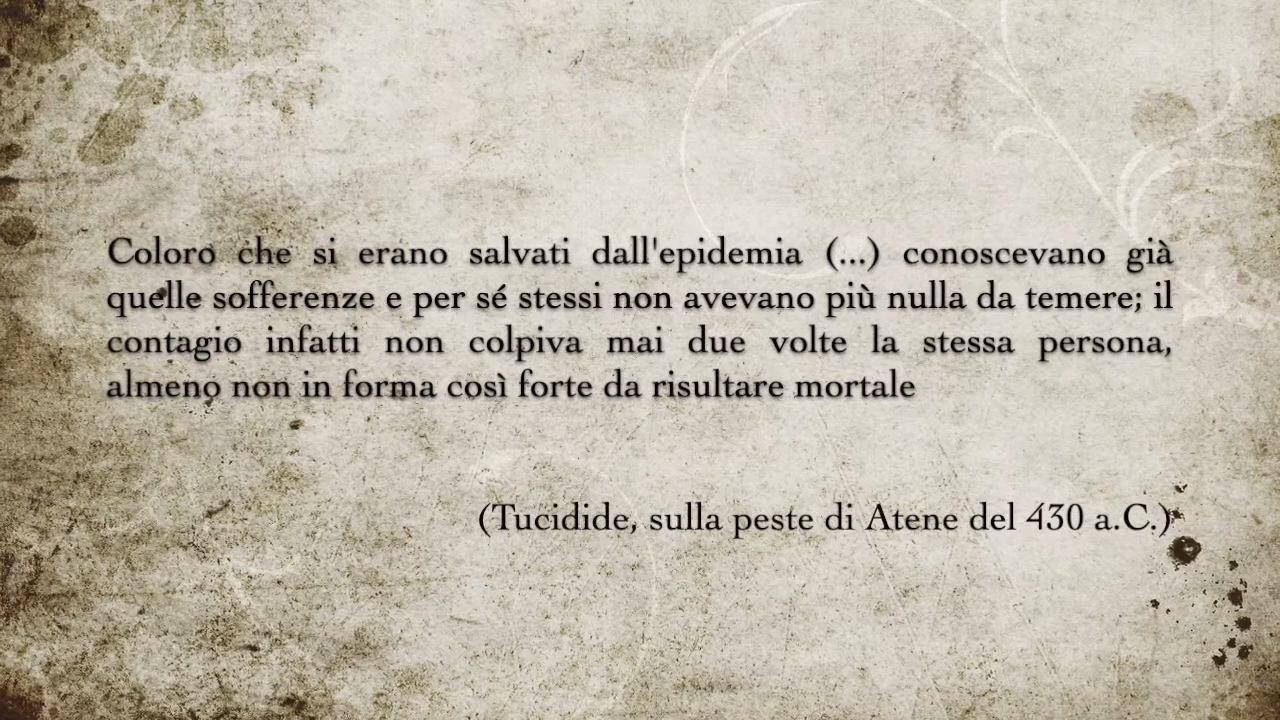 Coloro che si erano salvati dall'epidemia (...) conoscevano già
quelle sofferenze e per sé stessi non avevano più nulla da temere; il
contagio infatti non colpiva mai due volte la stessa persona,
almeno non in forma così forte da risultare mortale
(Tucidide, sulla peste di Atene del 430 a.C.)